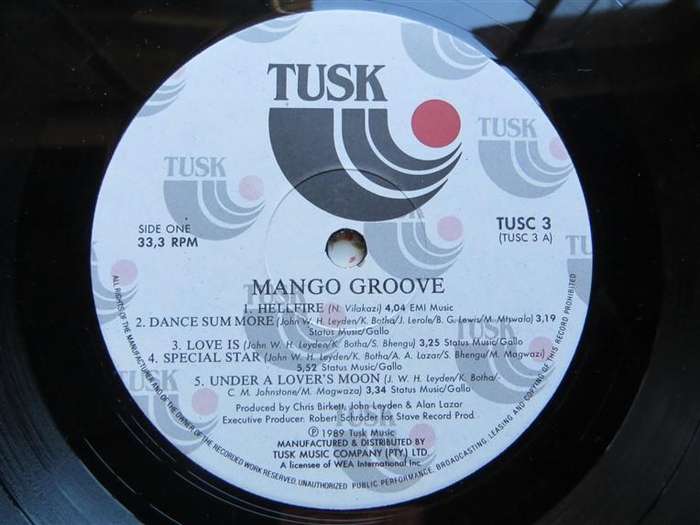 TUSK
TUSK
TUSK
TUSK
SIDE ONE
33,3 RPM
TUSC 3
(TUSC 3 A)
MANGO GROOVE
1. HELLFIRE (N. Vilakazi) 4,04 EMI Music
2. DANCE SUM MORE (John W. H. Leyden/K. Botha/J. Lerole/B. G. Lewis/M. Mtswala) 3,19
Status Music/Gallo
3. LOVE IS (John W. H. Leyden/K. Botha/S. Bhengu) 3,25 Status Music/Gallo
4. SPECIAL STAR (John W. H. Leyden/K. Botha/A. A. Lazar/S. Bhengu/M. Magwazi)
5,52 Status Music/Gallo
5. UNDER A LOVER'S MOON (J. W. H. Leyden/K. Botha/-
C. M. Johnstone/M. Magwaza) 3,34 Status Music/Gallo
Produced by Chris Birkett, John Leyden & Alan Lazar
Executive Producer: Robert Schröder for Stave Record Prod.
℗ 1989 Tusk Music
MANUFACTURED & DISTRIBUTED BY
TUSK MUSIC COMPANY (PTY) LTD.
A licensee of WEA International Inc.
ALL RIGHTS OF THE MANUFACTURER AND OF THE OWNER OF THE RECORDED WORK RESERVED. UNAUTHORIZED PUBLIC PERFORMANCE, BROADCASTING, LEASING AND COPYING OF THIS RECORD PROHIBITED